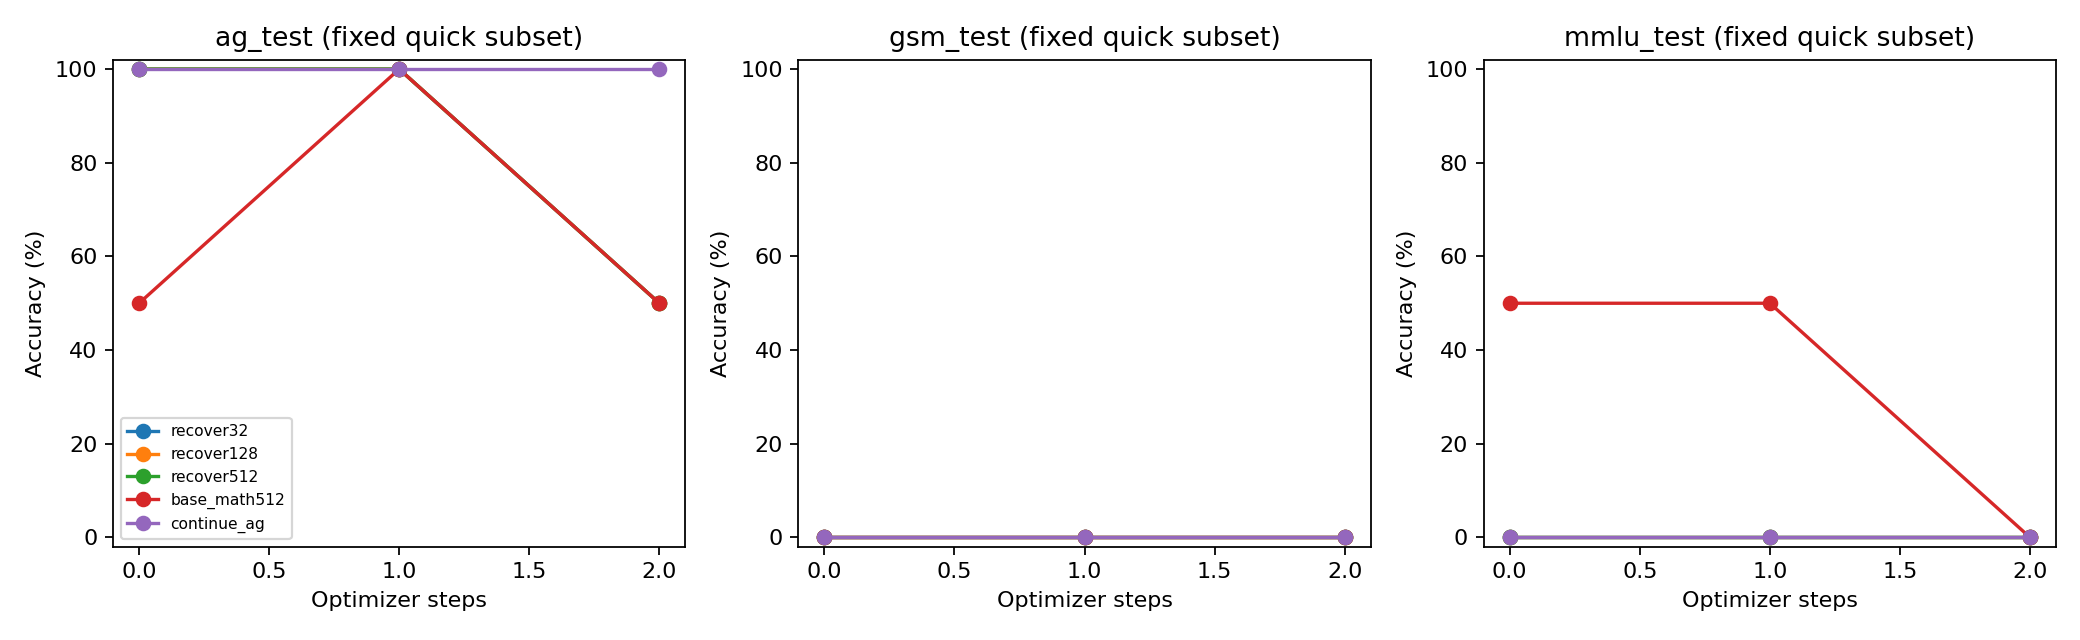 ag_test (fixed quick subset)
100
80
60
40
20
0
Accuracy (%)
recover32
recover128
recover512
base_math512
continue_ag
0.0
0.5
1.0
1.5
2.0
Optimizer steps
gsm_test (fixed quick subset)
100
80
60
40
20
0
Accuracy (%)
0.0
0.5
1.0
1.5
2.0
Optimizer steps
mmlu_test (fixed quick subset)
100
80
60
40
20
0
Accuracy (%)
0.0
0.5
1.0
1.5
2.0
Optimizer steps